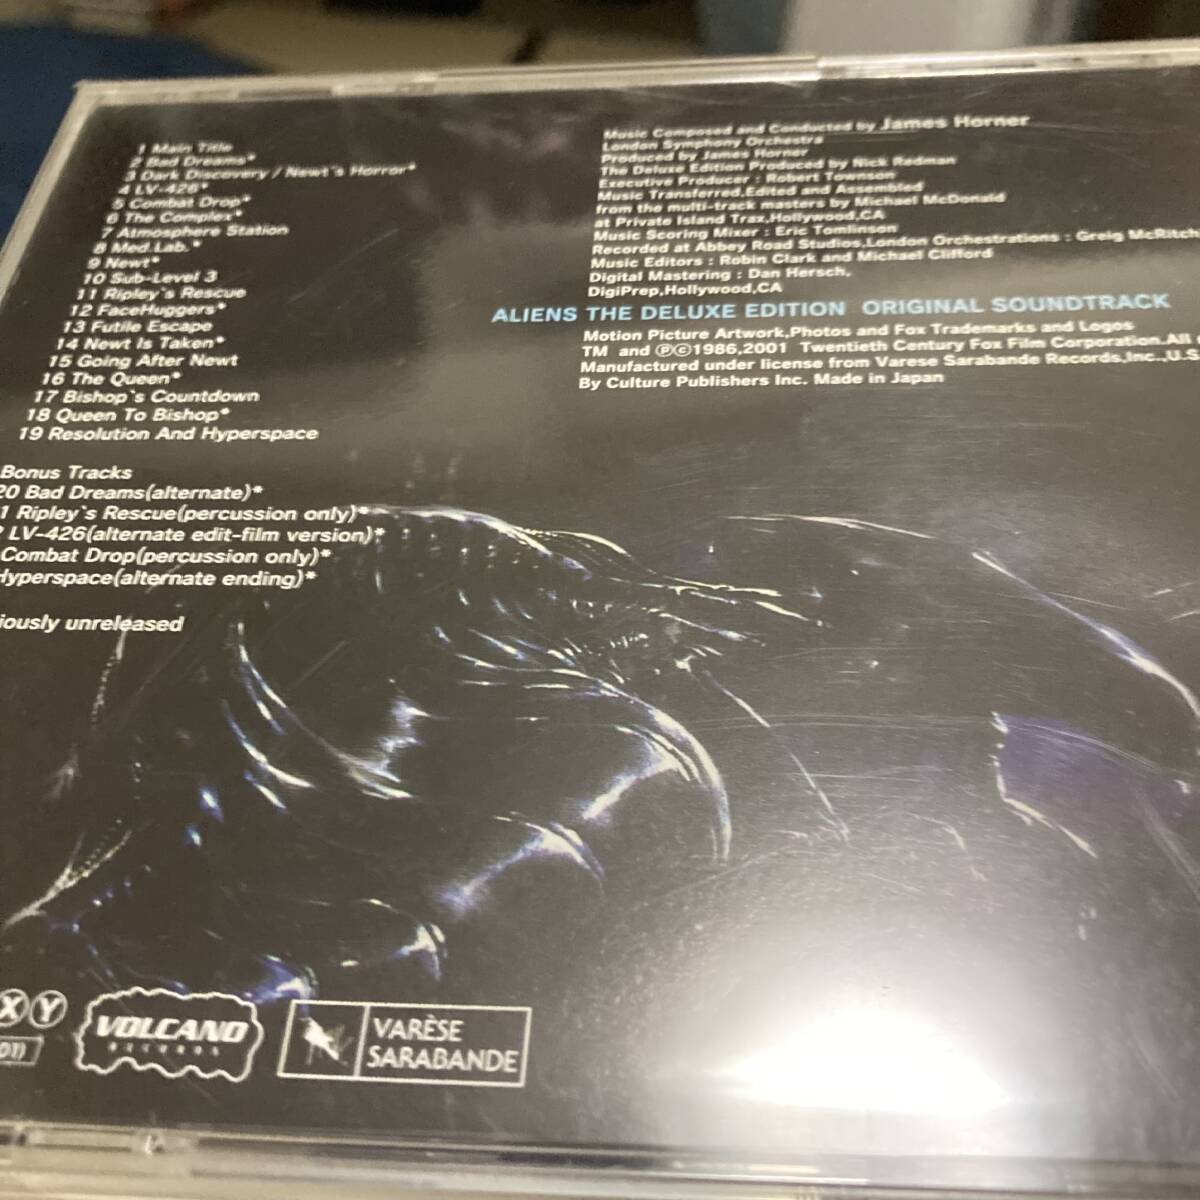 1 Main Title
2 Bad Dreams*
3 Dark Discovery / Newt's Horror*
4 LV-426*
5 Combat Drop*
6 The Complex*
7 Atmosphere Station
8 Med.Lab.*
9 Newt*
10 Sub-Level 3
11 Ripley's Rescue
12 FaceHuggers*
13 Futile Escape
14 Newt Is Taken*
15 Going After Newt
16 The Queen*
17 Bishop's Countdown
18 Queen To Bishop*
19 Resolution And Hyperspace
Bonus Tracks
20 Bad Dreams(alternate)*
1 Ripley's Rescue(percussion only)*
LV-426(alternate edit-film version)*
Combat Drop(percussion only)*
Hyperspace(alternate ending)*
iously unreleased
Music Composed and Conducted by James Horner
London Symphony Orchestra
Produced by James Horner
The Deluxe Edition Produced by Nick Redman
Executive Producer : Robert Townson
Music Transferred,Edited and Assembled
from the multi-track masters by Michael McDonald
at Private Island Trax,Hollywood,CA
Music Scoring Mixer : Eric Tomlinson
Recorded at Abbey Road Studios,London Orchestrations : Greig McRitch
Music Editors : Robin Clark and Michael Clifford
Digital Mastering : Dan Hersch,
DigiPrep,Hollywood,CA
ALIENS THE DELUXE EDITION ORIGINAL SOUNDTRACK
Motion Picture Artwork,Photos and Fox Trademarks and Logos
TM and ℗©1986,2001 Twentieth Century Fox Film Corporation.All
Manufactured under license from Varese Sarabande Records,Inc.,U.S
By Culture Publishers Inc. Made in Japan
X Y
01)
VOLCANO
RECORDS
VARÈSE
SARABANDE